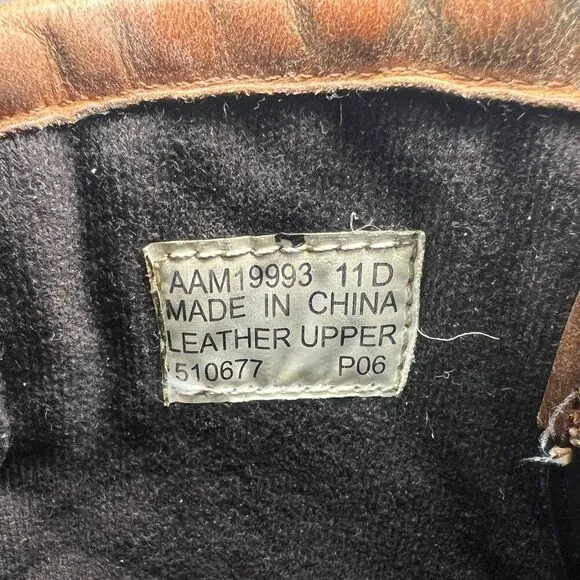 AAM19993 11D
MADE IN CHINA
LEATHER UPPER
510677 P06